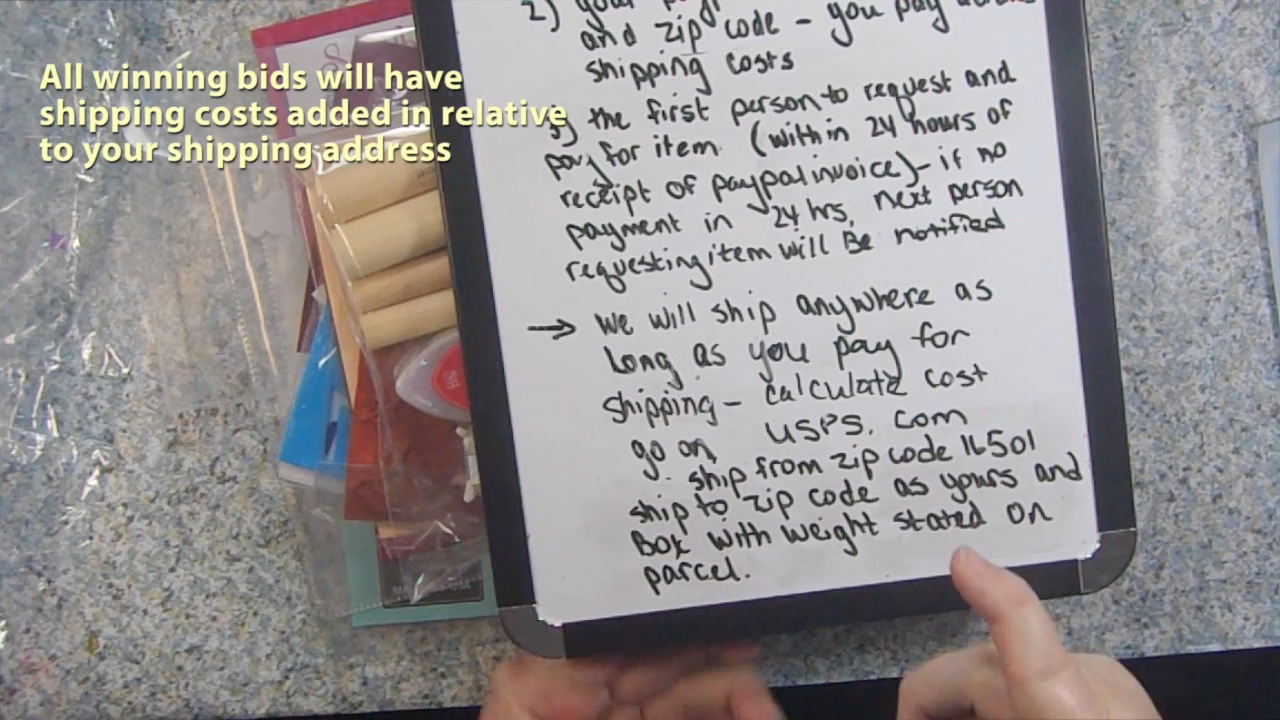 All winning bids will have
shipping costs added in relative
to your shipping address
2) your
and zip code - you pay
shipping costs
3) the first person to request and
pay for item (within 24 hours of
receipt of paypal invoice) - if no
payment in 24 hrs, next person
requesting item will Be notified
→ We will ship anywhere as
long as you pay for
shipping - calculate cost
go on USPS. com
ship from zip code 16501
ship to zip code as yours and
Box with weight stated on
parcel.